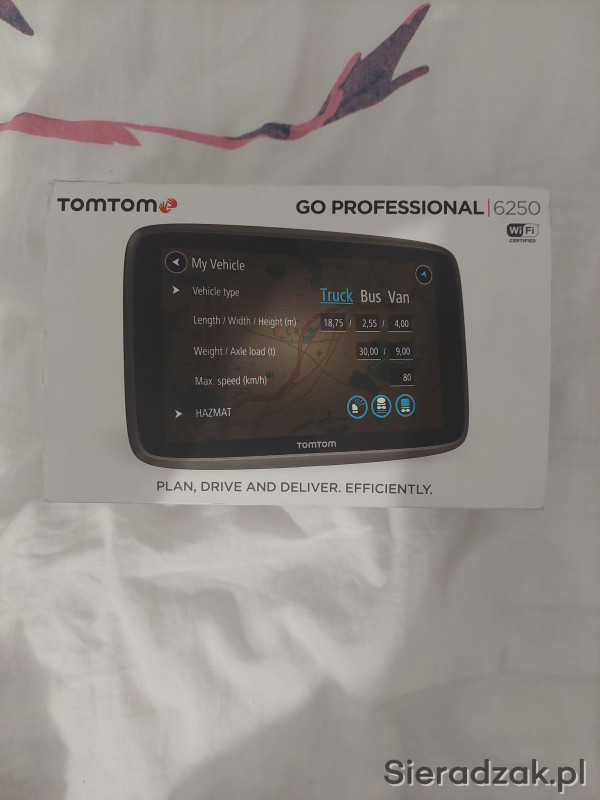 TOMTOM
GO PROFESSIONAL | 6250
Wi Fi
CERTIFIED
My Vehicle
Vehicle type Truck Bus Van
Length / Width / Height (m) 18,75 / 2,55 / 4,00
Weight / Axle load (t) 30,00 / 9,00
Max. speed (km/h) 80
HAZMAT
TOMTOM
PLAN, DRIVE AND DELIVER. EFFICIENTLY.
Sieradzak.pl